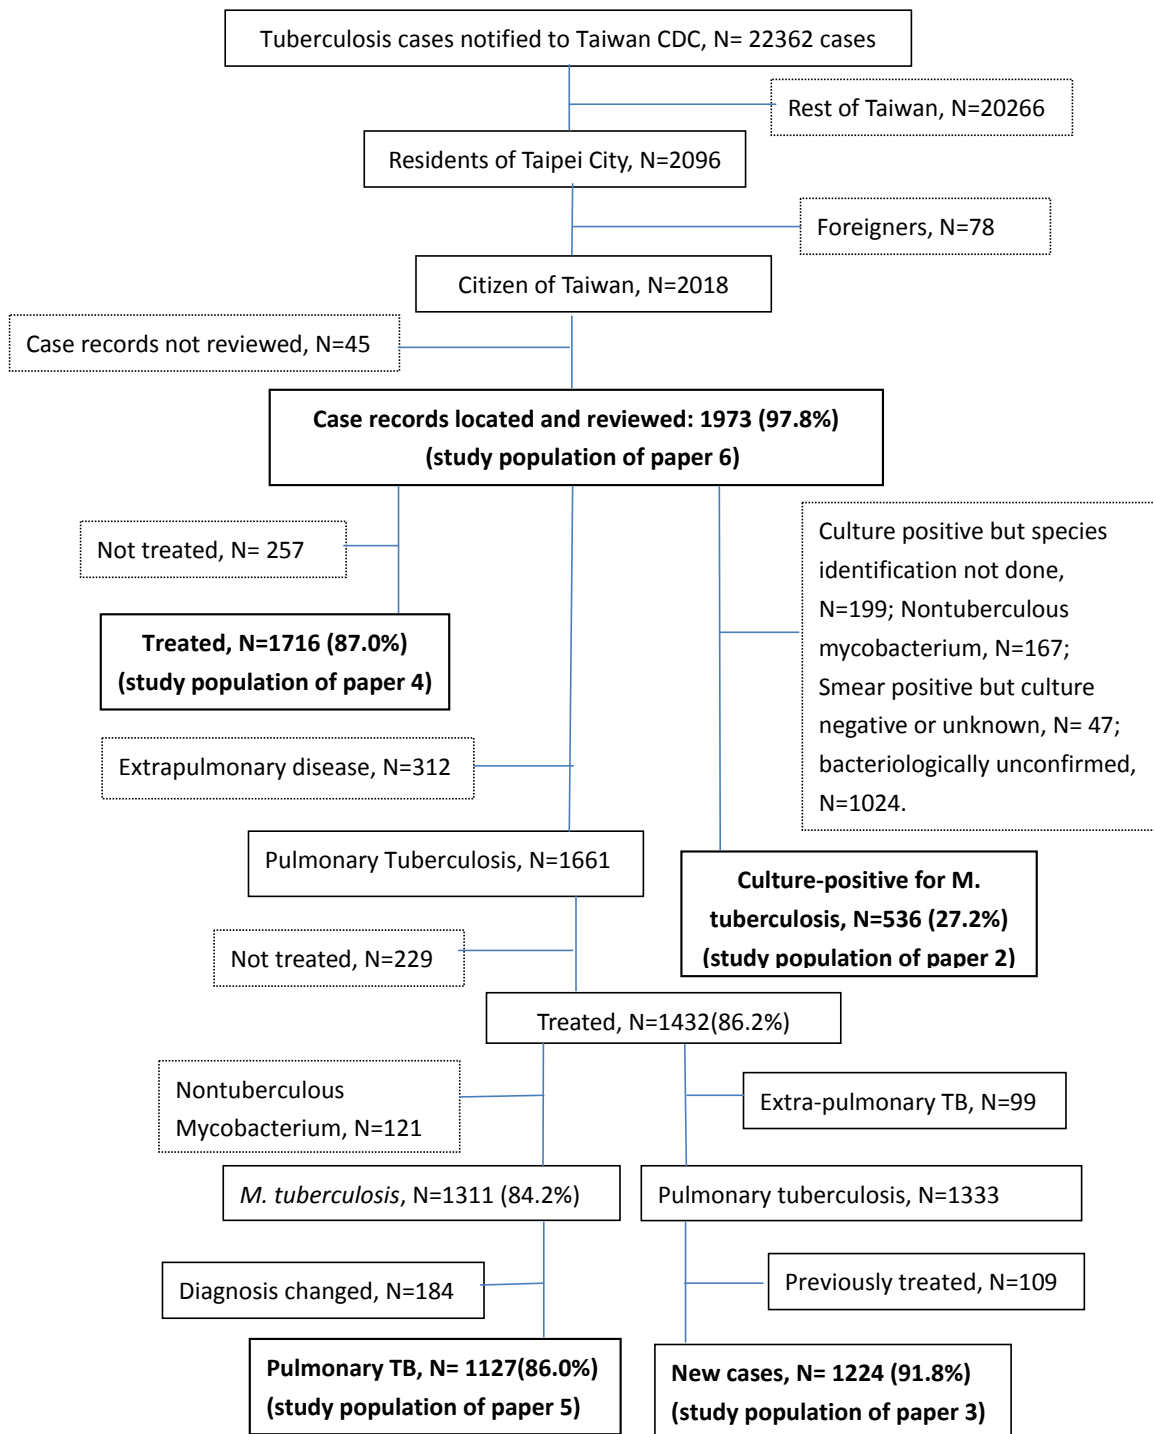 Tuberculosis cases notified to Taiwan CDC, N= 22362 cases
Rest of Taiwan, N=20266
Residents of Taipei City, N=2096
Foreigners, N=78
Citizen of Taiwan, N=2018
Case records not reviewed, N=45
Case records located and reviewed: 1973 (97.8%)
(study population of paper 6)
Not treated, N= 257
Treated, N=1716 (87.0%)
(study population of paper 4)
Culture positive but species
identification not done,
N=199; Nontuberculous
mycobacterium, N=167;
Smear positive but culture
negative or unknown, N= 47;
bacteriologically unconfirmed,
N=1024.
Extrapulmonary disease, N=312
Pulmonary Tuberculosis, N=1661
Culture-positive for M.
tuberculosis, N=536 (27.2%)
(study population of paper 2)
Not treated, N=229
Treated, N=1432(86.2%)
Nontuberculous
Mycobacterium, N=121
Extra-pulmonary TB, N=99
M. tuberculosis, N=1311 (84.2%)
Pulmonary tuberculosis, N=1333
Diagnosis changed, N=184
Previously treated, N=109
Pulmonary TB, N= 1127(86.0%)
(study population of paper 5)
New cases, N= 1224 (91.8%)
(study population of paper 3)